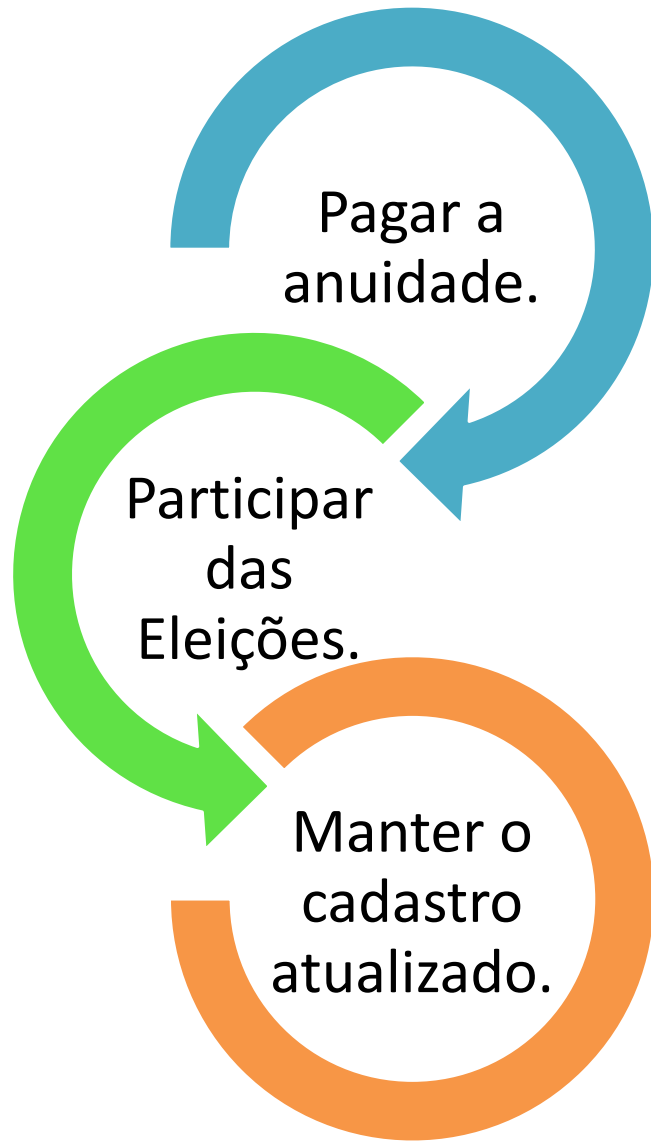 Pagar a
anuidade.
Participar
das
Eleições.
Manter o
cadastro
atualizado.